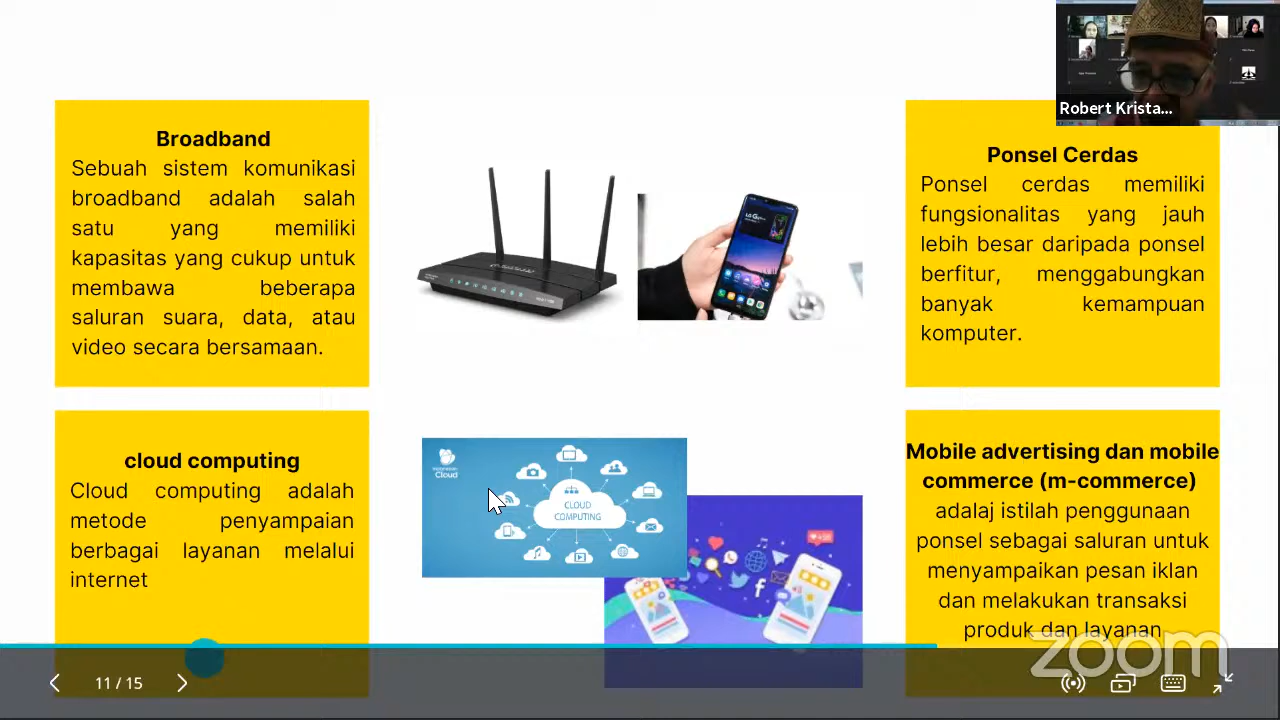 Robert Krista...
Broadband
Sebuah sistem komunikasi
broadband adalah salah
satu yang memiliki
kapasitas yang cukup untuk
membawa beberapa
saluran suara, data, atau
video secara bersamaan.
Ponsel Cerdas
Ponsel cerdas memiliki
fungsionalitas yang jauh
lebih besar daripada ponsel
berfitur, menggabungkan
banyak kemampuan
komputer.
cloud computing
Cloud computing adalah
metode penyampaian
berbagai layanan melalui
internet
Cloud
CLOUD
COMPUTING
Mobile advertising dan mobile
commerce (m-commerce)
adalaj istilah penggunaan
ponsel sebagai saluran untuk
menyampaikan pesan iklan
dan melakukan transaksi
produk dan layanan
zoom
11 / 15